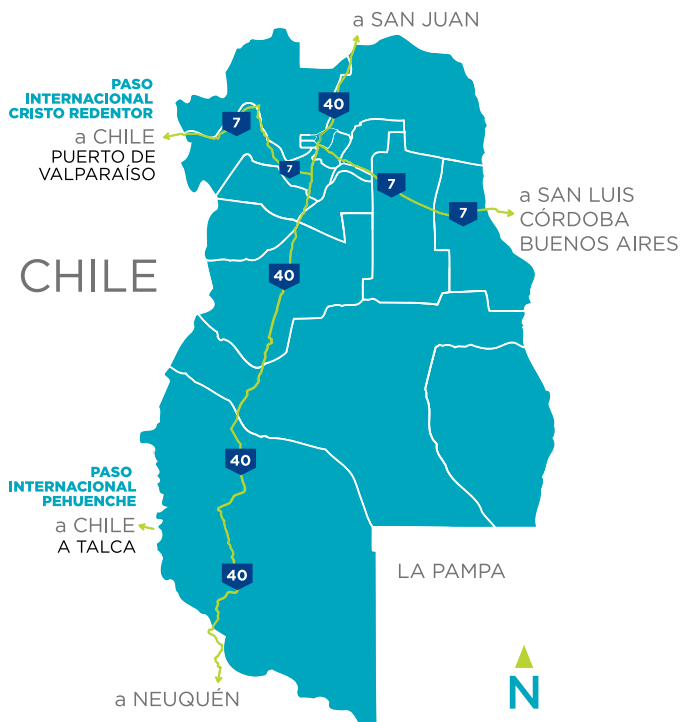 a SAN JUAN
PASO
INTERNACIONAL
CRISTO REDENTOR
a CHILE
PUERTO DE
VALPARAÍSO
40
7
7
7
7
a SAN LUIS
CÓRDOBA
BUENOS AIRES
CHILE
40
40
PASO
INTERNACIONAL
PEHUENCHE
a CHILE
A TALCA
40
LA PAMPA
a NEUQUÉN
N